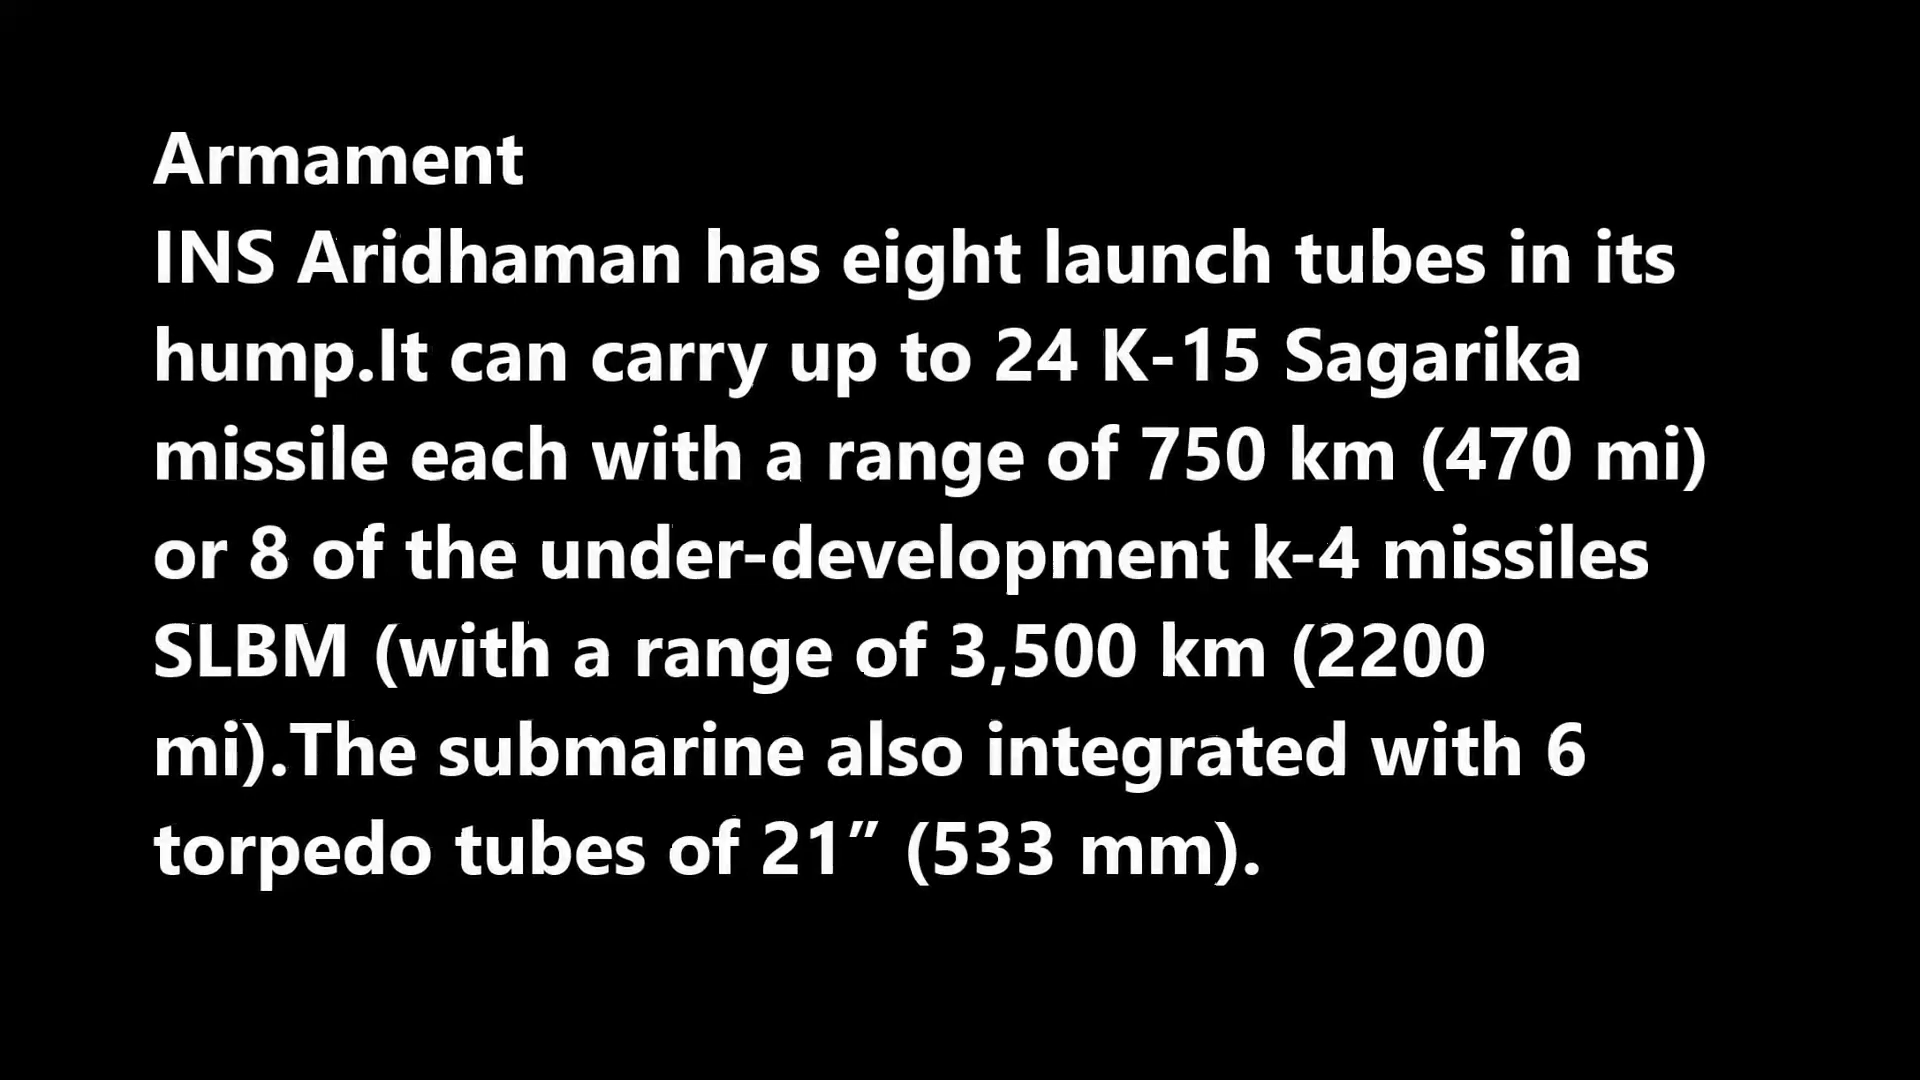 Armament
INS Aridhaman has eight launch tubes in its
hump.It can carry up to 24 K-15 Sagarika
missile each with a range of 750 km (470 mi)
or 8 of the under-development k-4 missiles
SLBM (with a range of 3,500 km (2200
mi).The submarine also integrated with 6
torpedo tubes of 21″ (533 mm).